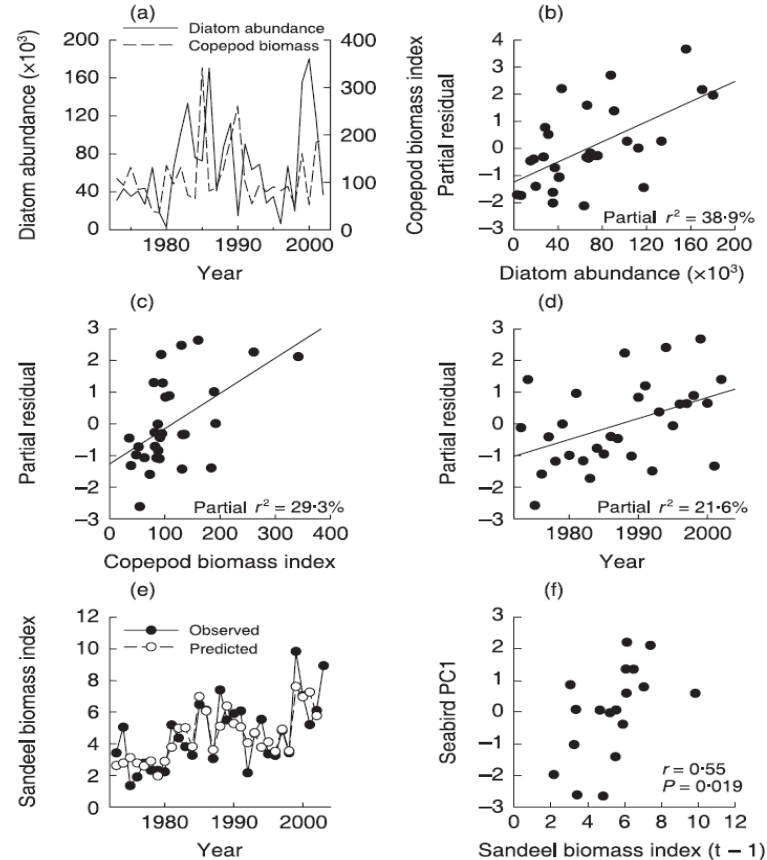 (a)
Diatom abundance
Copepod biomass
Diatom abundance (×10³)
200
160
120
80
40
0
400
300
200
100
0
Copepod biomass index
1980
1990
2000
Year
(b)
Partial residual
4
3
2
1
0
−1
−2
−3
Partial r² = 38·9%
0
40
80
120
160
200
Diatom abundance (×10³)
(c)
Partial residual
3
2
1
0
−1
−2
−3
Partial r² = 29·3%
0
100
200
300
400
Copepod biomass index
(d)
Partial residual
3
2
1
0
−1
−2
−3
Partial r² = 21·6%
1980
1990
2000
Year
(e)
Sandeel biomass index
12
10
8
6
4
2
0
Observed
Predicted
1980
1990
2000
Year
(f)
Seabird PC1
3
2
1
0
−1
−2
−3
r = 0·55
P = 0·019
0
2
4
6
8
10
12
Sandeel biomass index (t − 1)